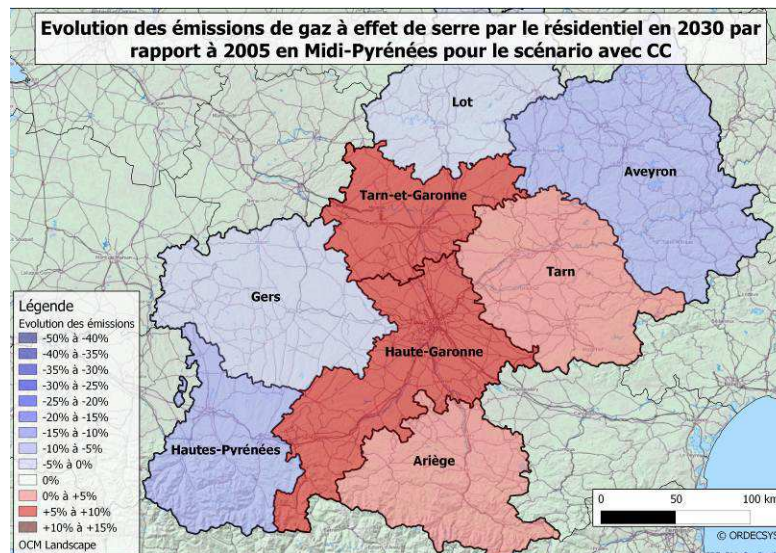 Evolution des émissions de gaz à effet de serre par le résidentiel en 2030 par
rapport à 2005 en Midi-Pyrénées pour le scénario avec CC
Lot
Aveyron
Tarn-et-Garonne
Tarn
Gers
Haute-Garonne
Hautes-Pyrénées
Ariège
Légende
Evolution des émissions
-50% à -40%
-40% à -35%
-35% à -30%
-30% à -25%
-25% à -20%
-20% à -15%
-15% à -10%
-10% à -5%
-5% à 0%
0%
0% à +5%
+5% à +10%
+10% à +15%
OCM Landscape
0 50 100 km
© ORDECSYS